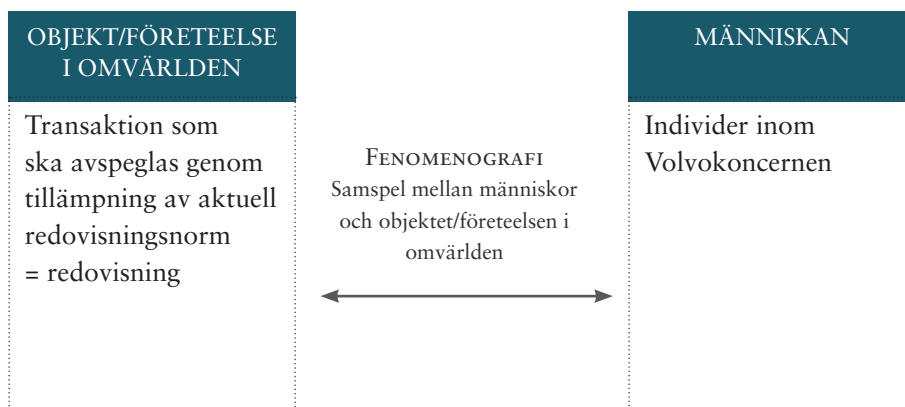 OBJEKT/FÖRETEELSE
I OMVÄRLDEN
Transaktion som
ska avspeglas genom
tillämpning av aktuell
redovisningsnorm
= redovisning
FENOMENOGRAFI
Samspel mellan människor
och objektet/företeelsen i
omvärlden
MÄNNISKAN
Individer inom
Volvokoncernen